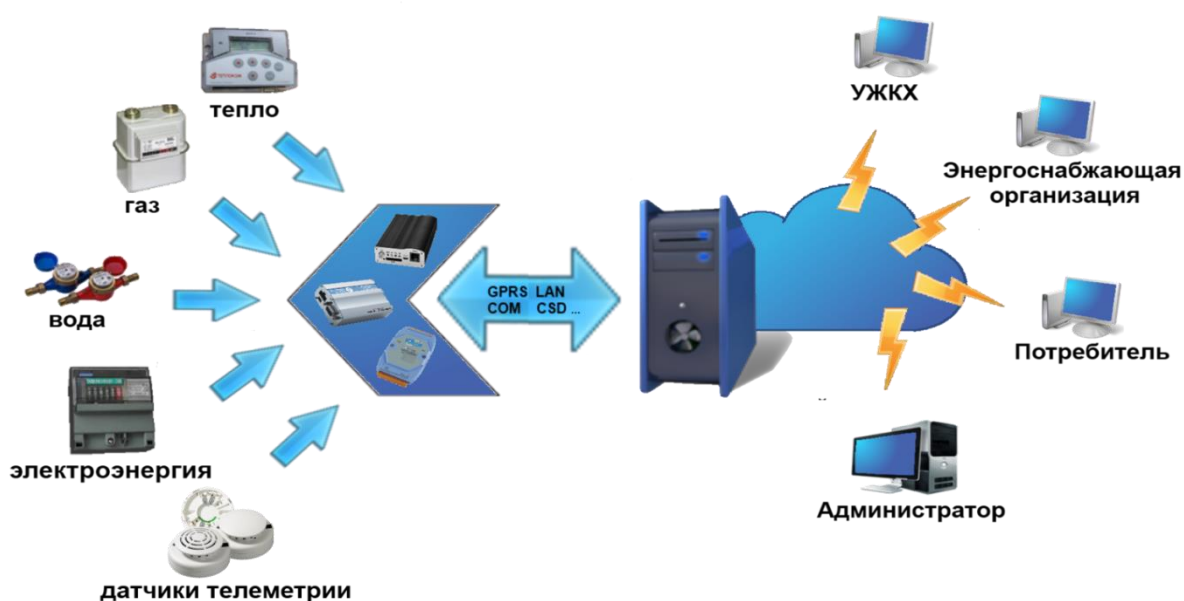 тепло
УЖКХ
газ
Энергоснабжающая
организация
вода
GPRS LAN
COM CSD ...
Потребитель
электроэнергия
Администратор
датчики телеметрии